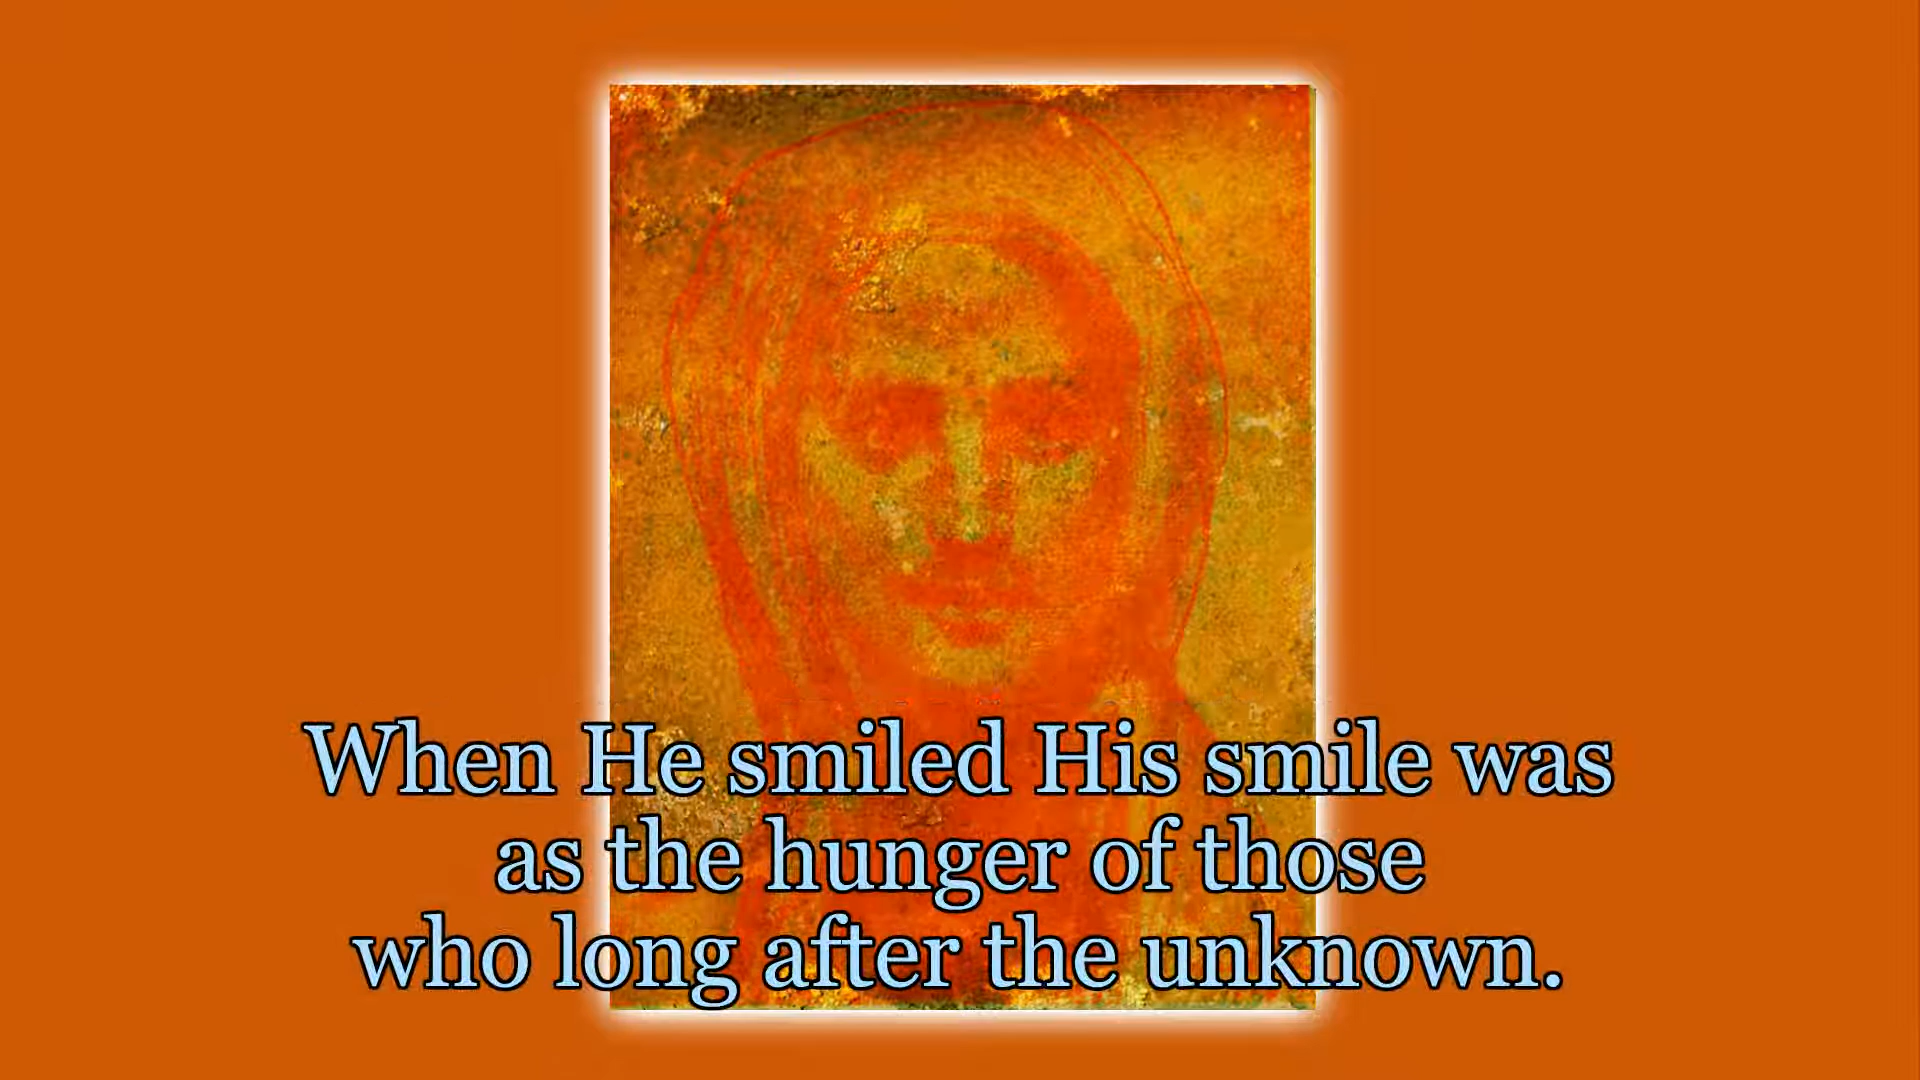 When He smiled His smile was
as the hunger of those
who long after the unknown.